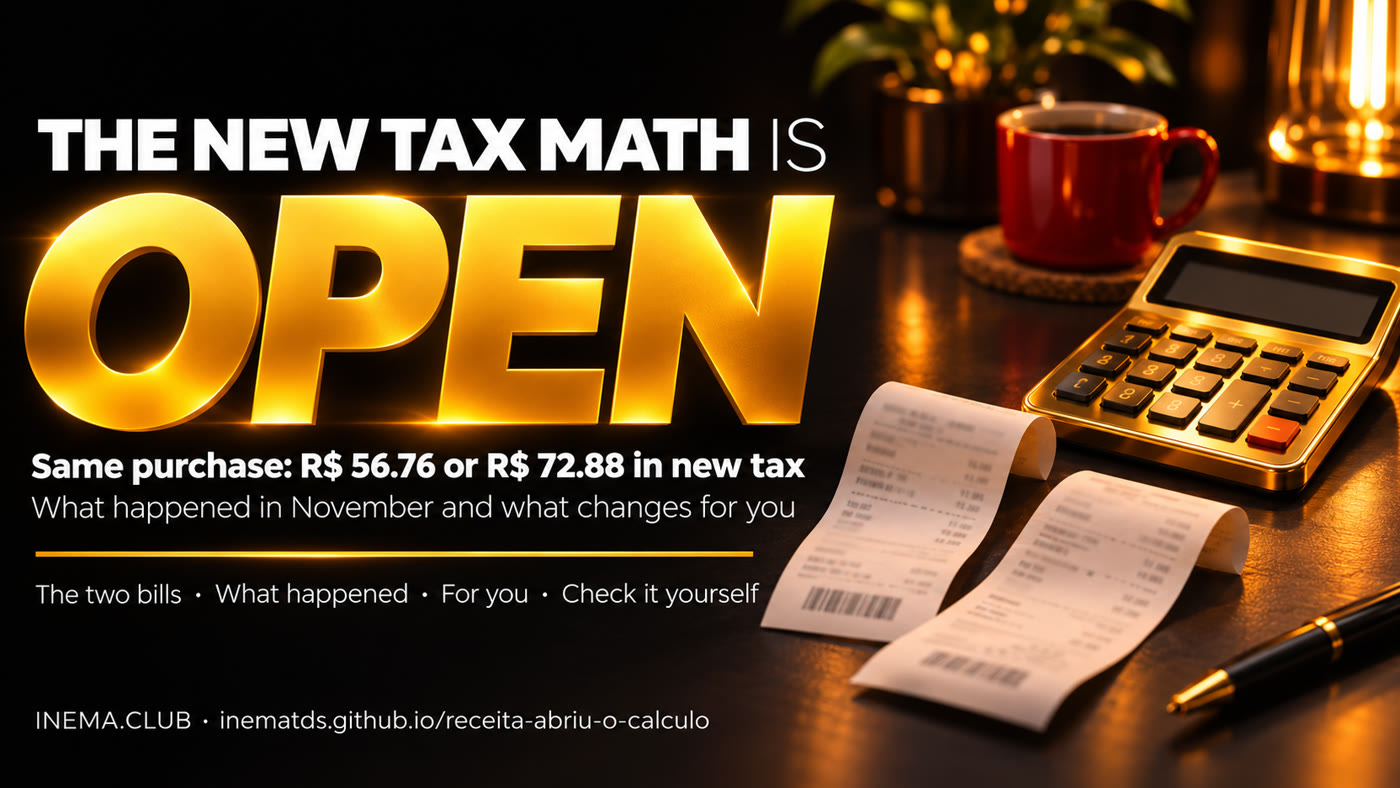 THE NEW TAX MATH IS
OPEN
Same purchase: R$ 56.76 or R$ 72.88 in new tax
What happened in November and what changes for you
The two bills • What happened • For you • Check it yourself
INEMA.CLUB • inematds.github.io/receita-abriu-o-calculo